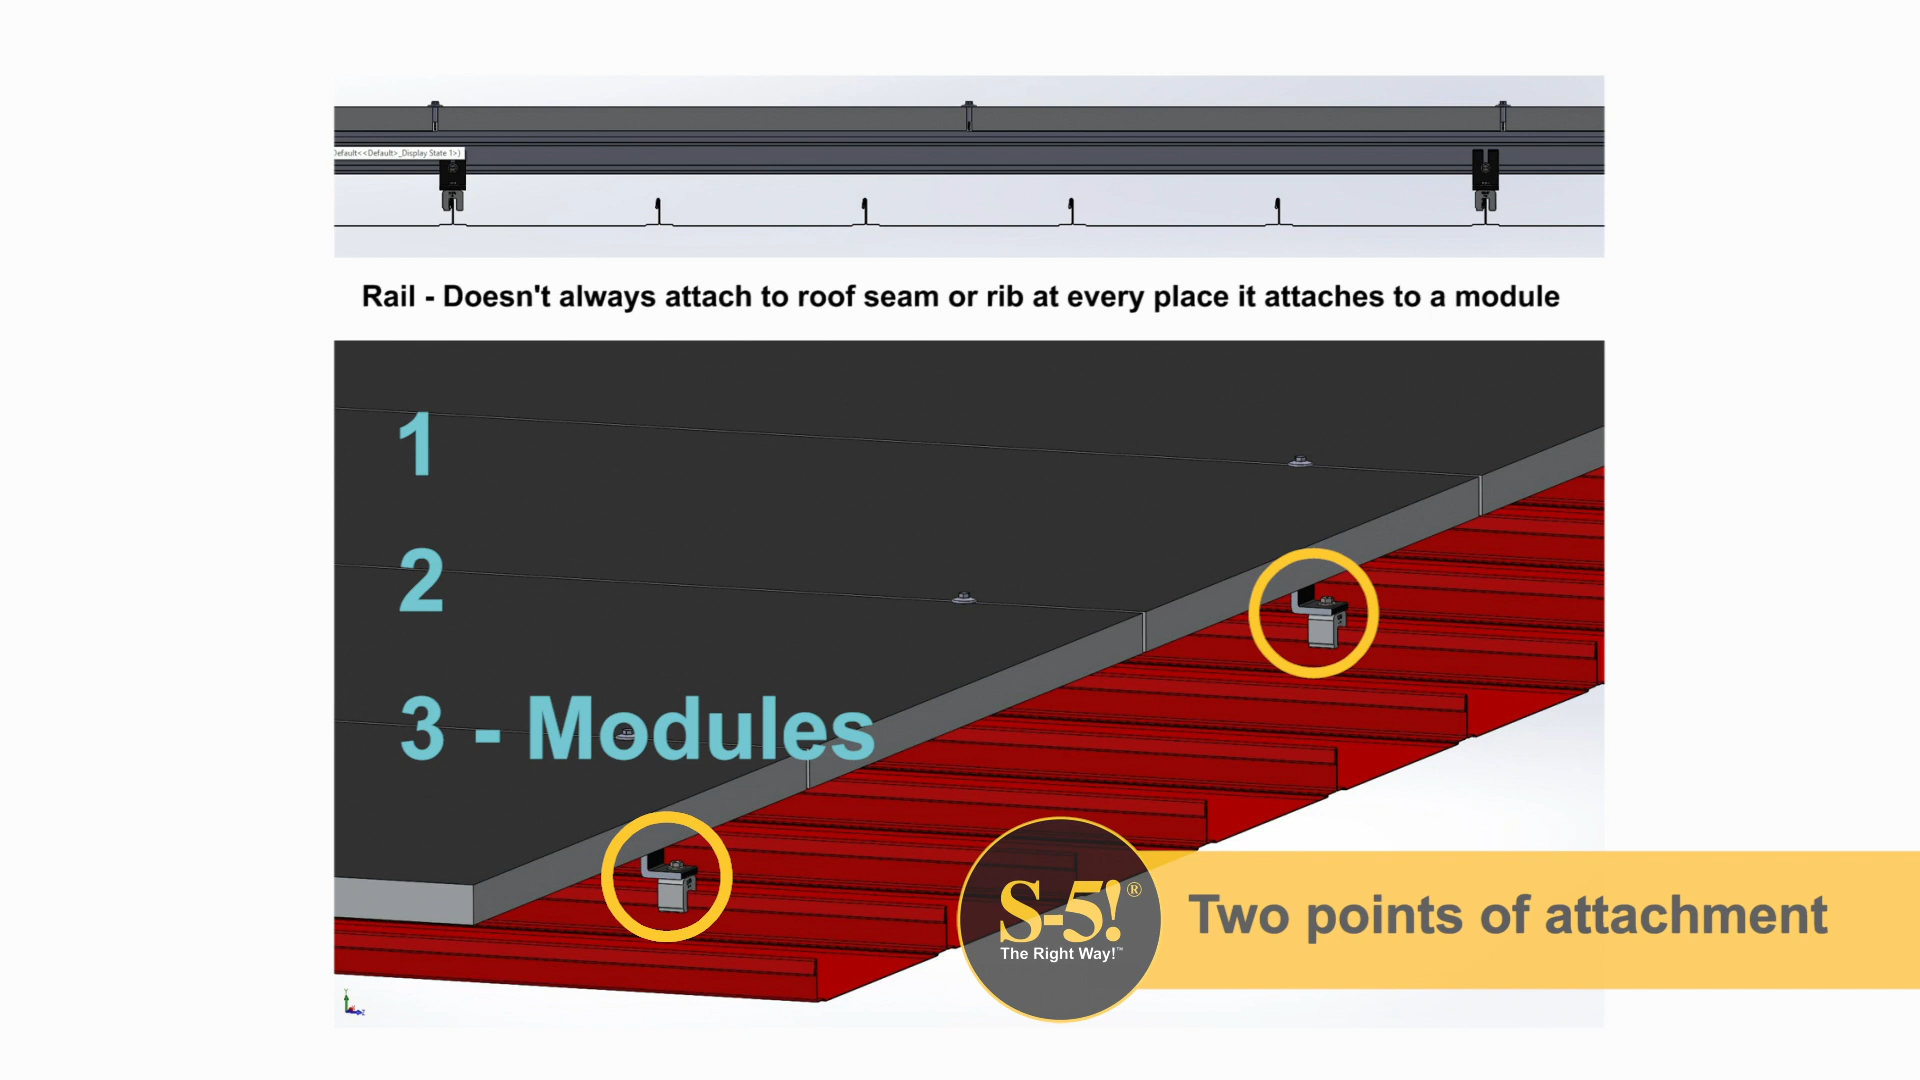 Default<<Default>_Display State 1>)
Rail - Doesn't always attach to roof seam or rib at every place it attaches to a module
1
2
3 - Modules
S-5!®
The Right Way!™
Two points of attachment